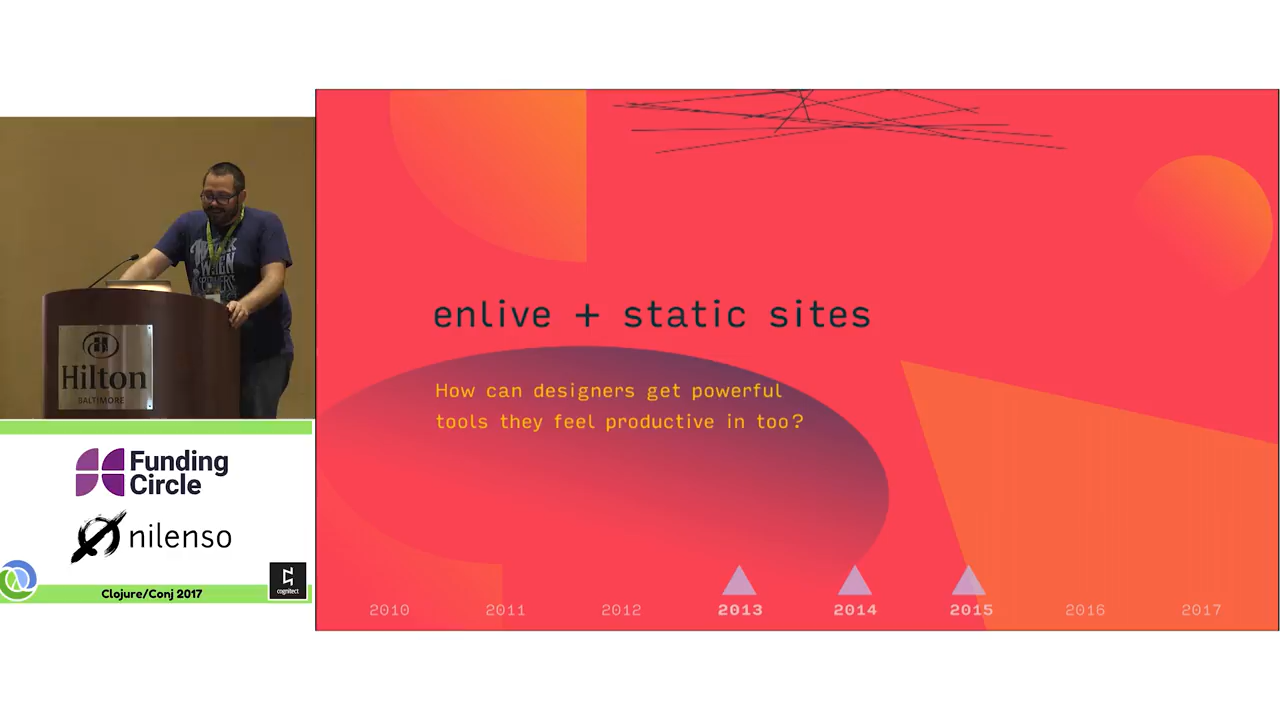 enlive + static sites
How can designers get powerful
tools they feel productive in too?
2010 2011 2012 2013 2014 2015 2016 2017
WHEN
Hilton
BALTIMORE
Funding
Circle
nilenso
Clojure/Conj 2017
cognitect